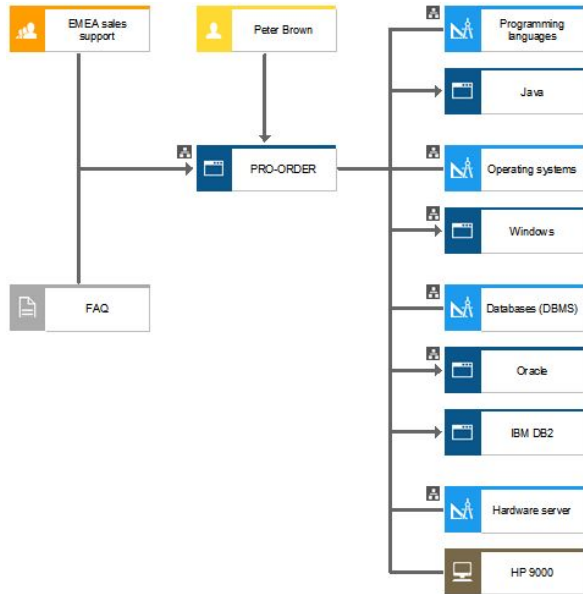 EMEA sales
support
Peter Brown
Programming
languages
Java
PRO-ORDER
Operating systems
Windows
FAQ
Databases (DBMS)
Oracle
IBM DB2
Hardware server
HP 9000